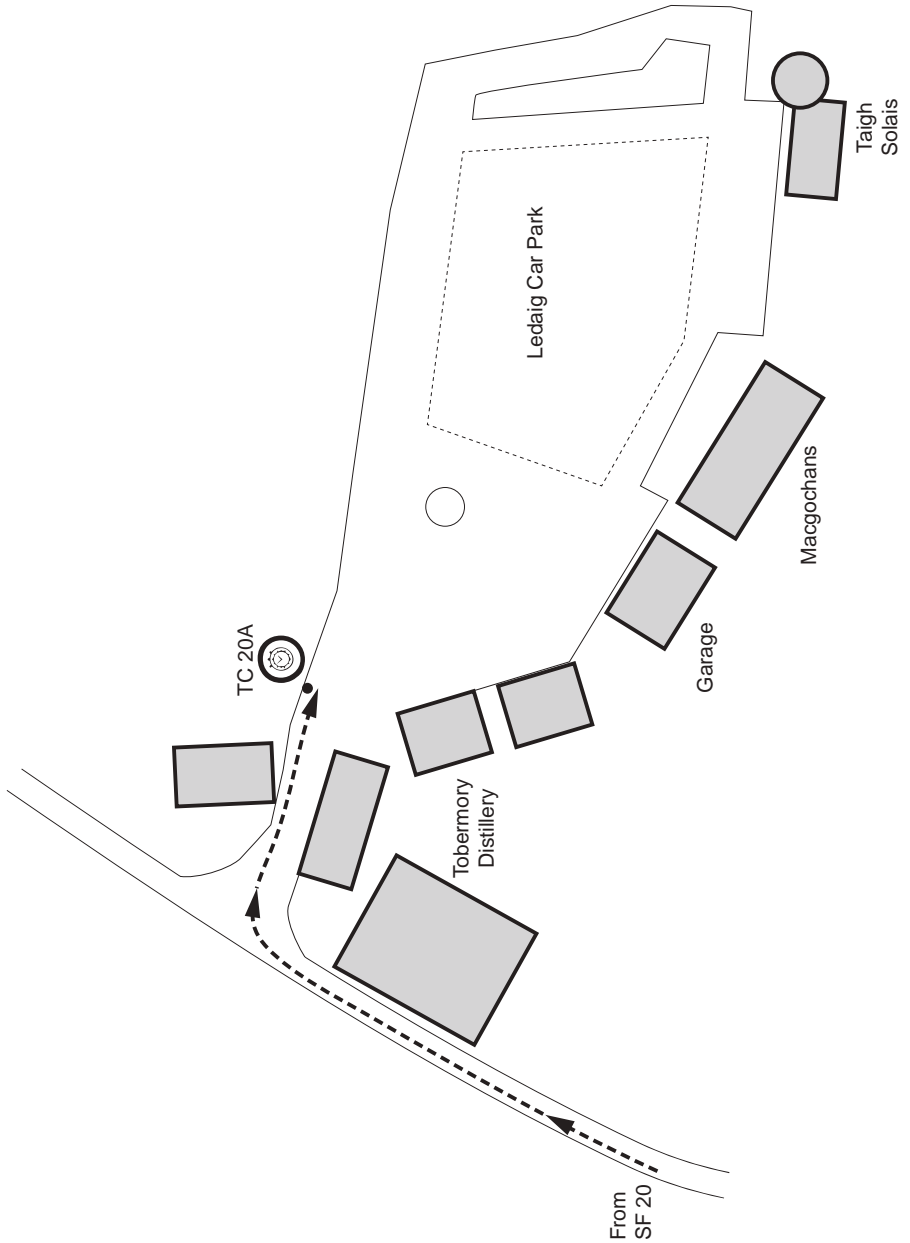 From
SF 20
TC 20A
Tobermory
Distillery
Garage
Macgochans
Ledaig Car Park
Taigh
Solais